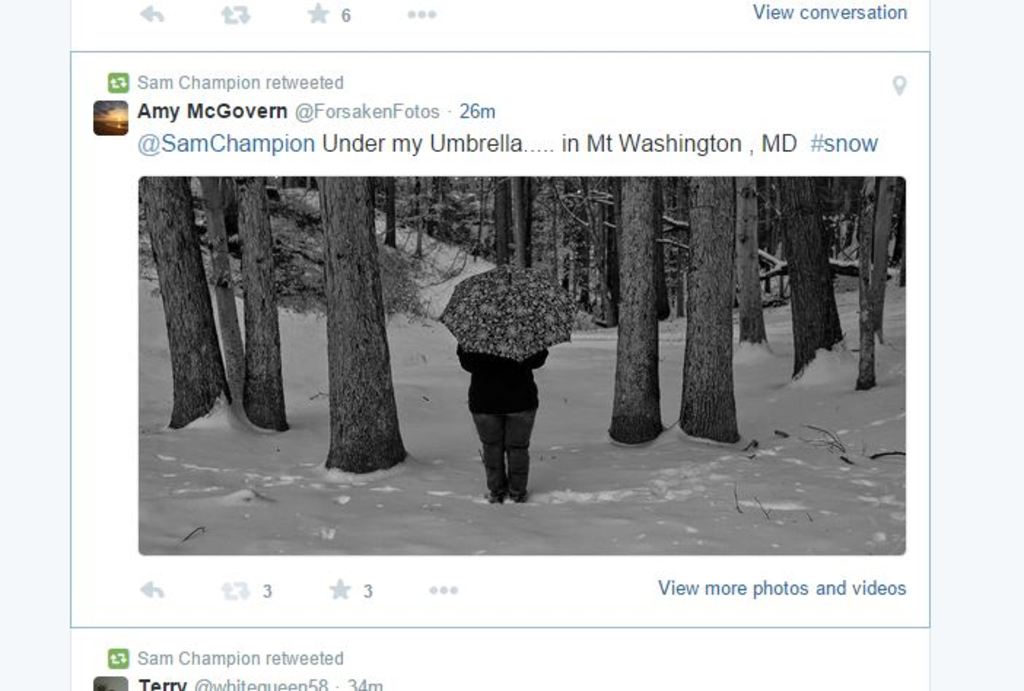 6
View conversation
Sam Champion retweeted
Amy McGovern @ForsakenFotos · 26m
@SamChampion Under my Umbrella..... in Mt Washington , MD #snow
3
3
View more photos and videos
Sam Champion retweeted
Terry @whitequeen58 · 34m